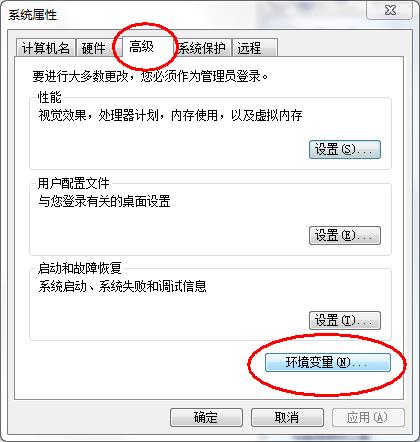 系统属性
计算机名 硬件 高级 系统保护 远程
要进行大多数更改，您必须作为管理员登录。
性能
视觉效果，处理器计划，内存使用，以及虚拟内存
设置(S)...
用户配置文件
与您登录有关的桌面设置
设置(E)...
启动和故障恢复
系统启动、系统失败和调试信息
设置(T)...
环境变量(N)...
确定 取消 应用(A)